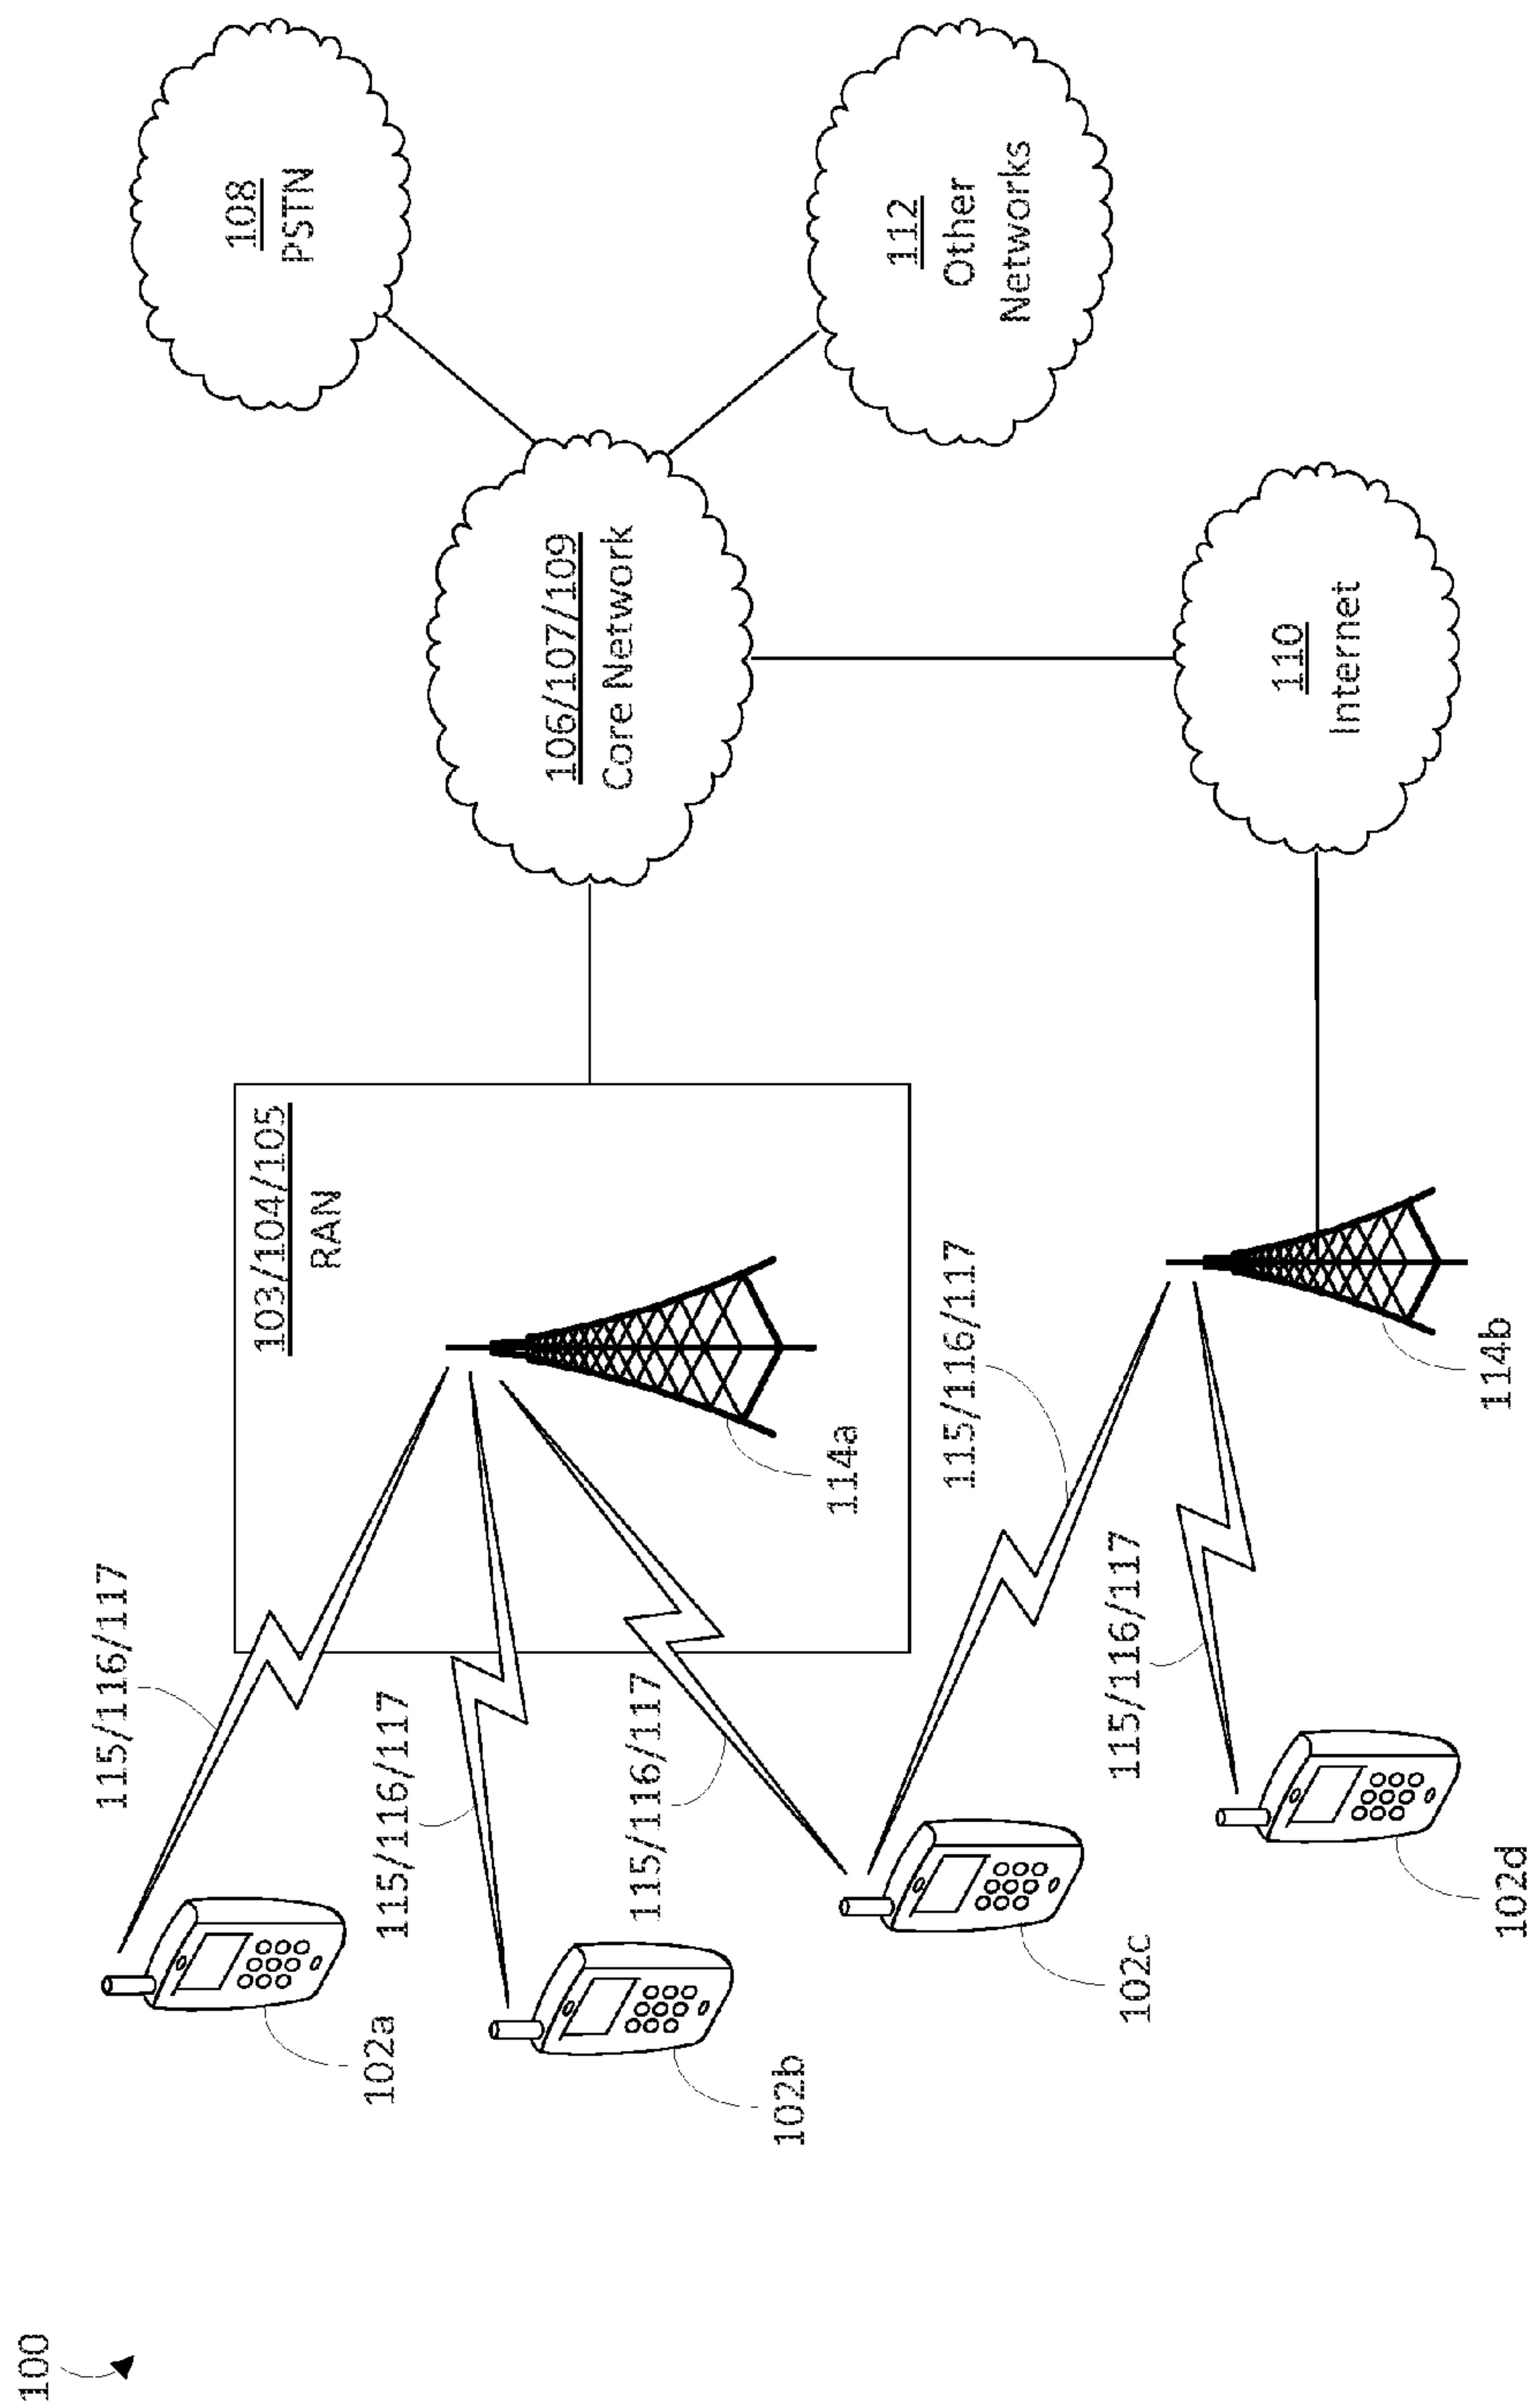 100
102a
115/116/117
102b
115/116/117
115/116/117
102c
115/116/117
102d
115/116/117
103/104/105
RAN
114a
114b
106/107/109
Core Network
108
PSTN
112
Other
Networks
110
Internet